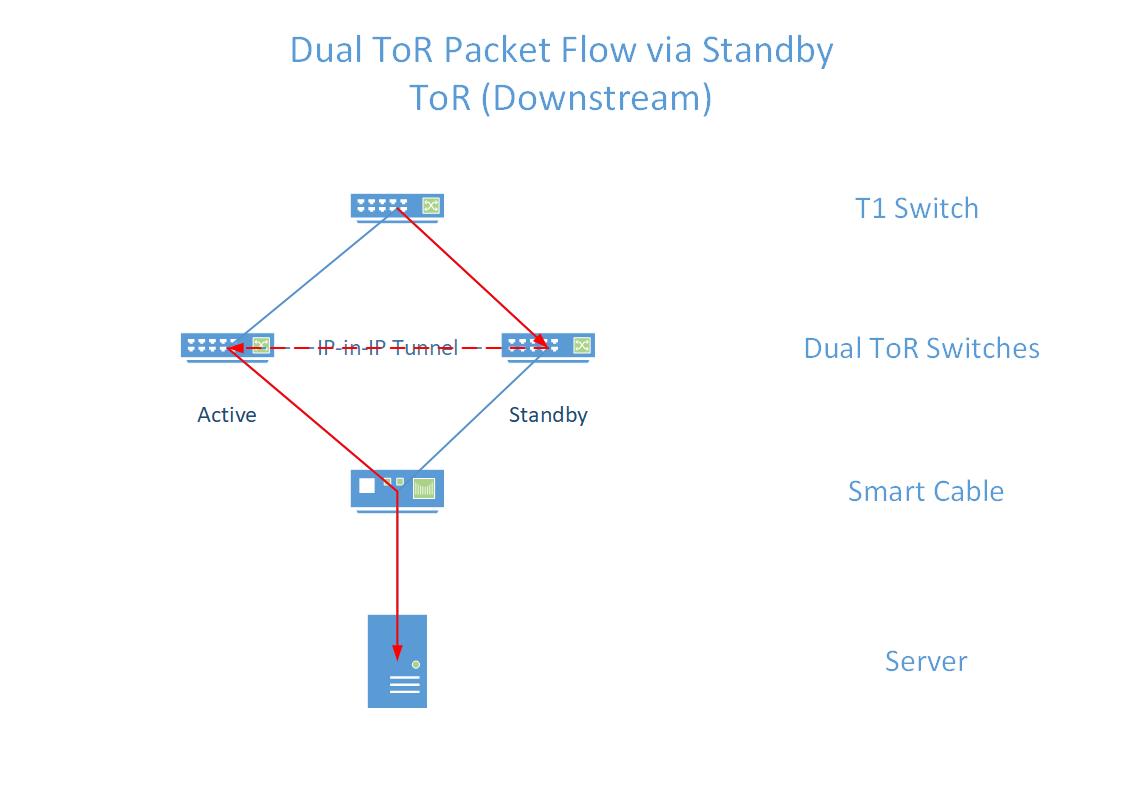 Dual ToR Packet Flow via Standby
ToR (Downstream)
T1 Switch
IP-in-IP Tunnel
Dual ToR Switches
Active
Standby
Smart Cable
Server